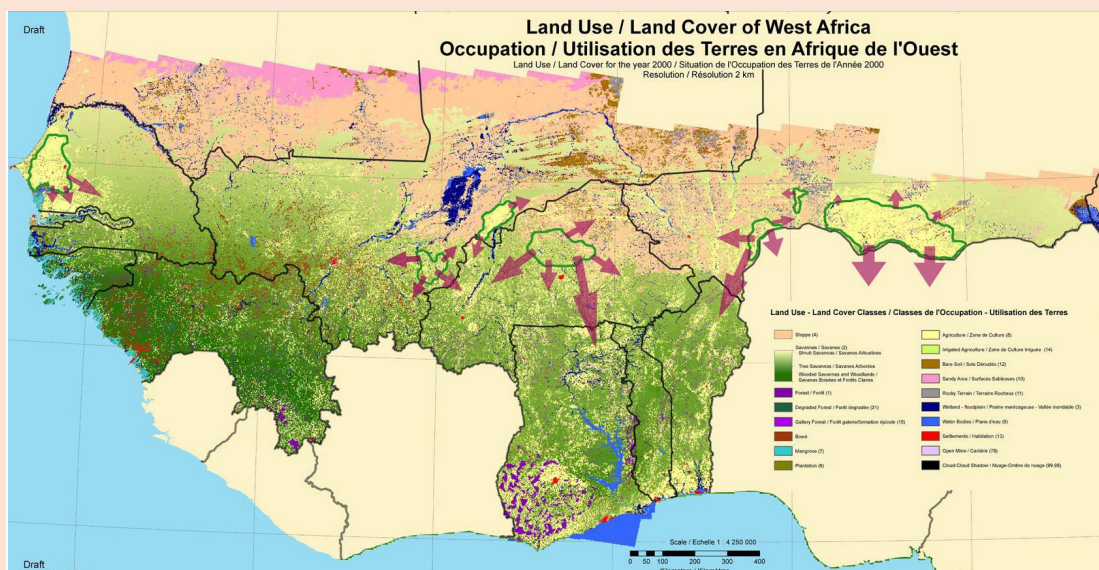 Draft
Land Use / Land Cover of West Africa
Occupation / Utilisation des Terres en Afrique de l'Ouest
Land Use / Land Cover for the year 2000 / Situation de l'Occupation des Terres de l'Année 2000
Resolution / Résolution 2 km
Land Use - Land Cover Classes / Classes de l'Occupation - Utilisation des Terres
Steppe (4)
Savannas / Savanes (2)
Shrub Savannas / Savanes Arbustives
Tree Savannas / Savanes Arborées
Wooded Savannas and Woodlands /
Savanes Boisées et Forêts Claires
Forest / Forêt (1)
Degraded Forest / Forêt degradée (21)
Gallery Forest / Forêt galerie/formation ripicole (15)
Bowé
Mangrove (7)
Plantation (6)
Agriculture / Zone de Culture (8)
Irrigated Agriculture / Zone de Culture Irriguée (14)
Bare Soil / Sols Dénudés (12)
Sandy Area / Surfaces Sableuses (10)
Rocky Terrain / Terrains Rocheux (11)
Wetland - floodplain / Prairie marécageuse - Vallée inondable (3)
Water Bodies / Plans d'eau (9)
Settlements / Habitation (13)
Open Mine / Carrière (78)
Cloud-Cloud Shadow / Nuage-Ombre de nuage (99,98)
Scale / Echelle 1 : 4 250 000
0 50 100 200 300 400
Draft